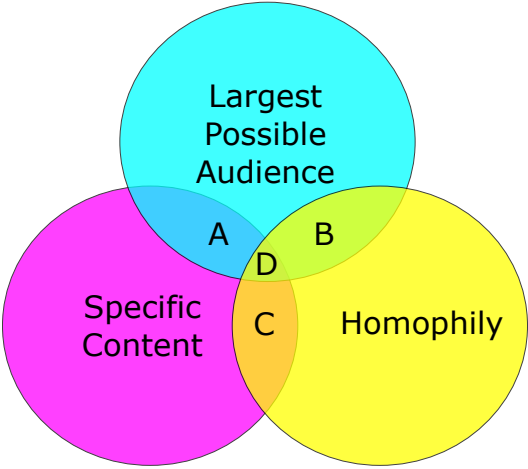 Largest
Possible
Audience
A
B
D
Specific
Content
C
Homophily